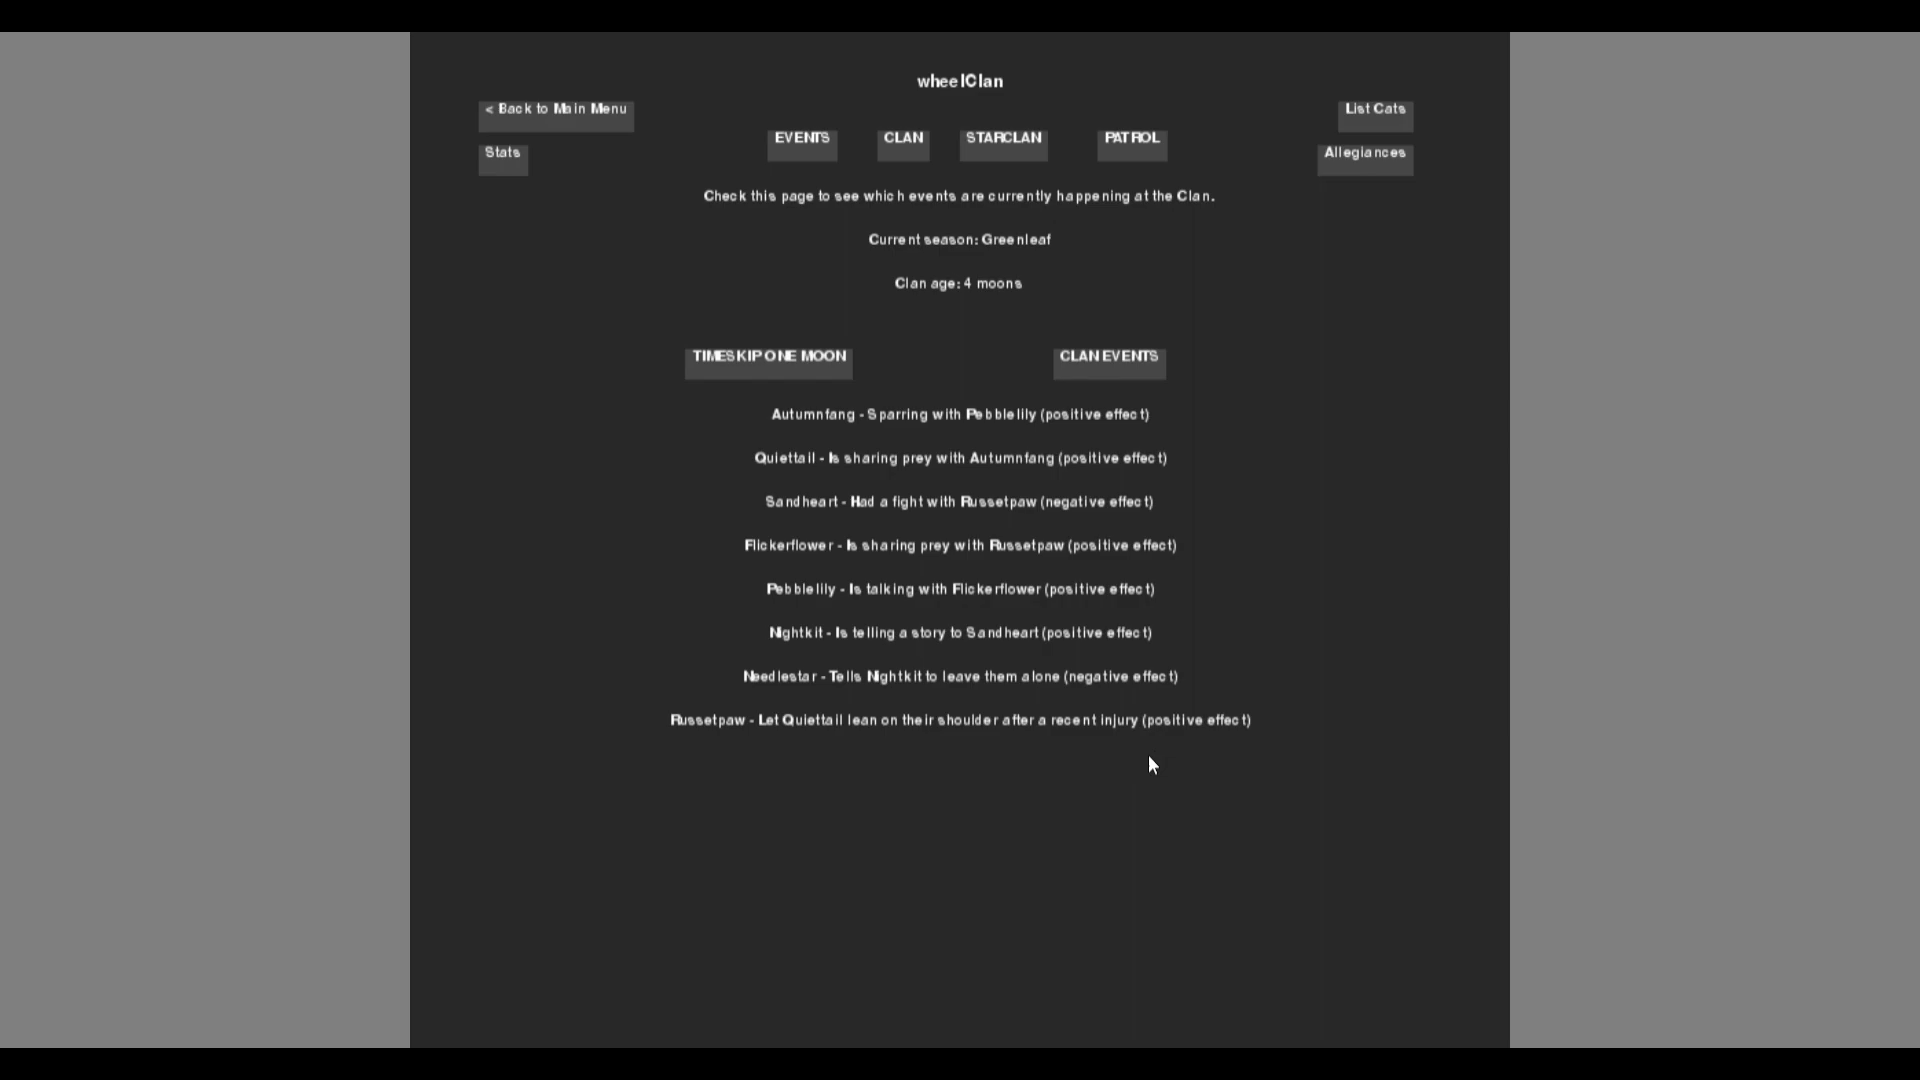 wheelClan
< Back to Main Menu
List Cats
EVENTS
CLAN
STARCLAN
PATROL
Stats
Allegiances
Check this page to see which events are currently happening at the Clan.
Current season: Greenleaf
Clan age: 4 moons
TIMESKIP ONE MOON
CLAN EVENTS
Autumnfang - Sparring with Pebblelily (positive effect)
Quiettail - Is sharing prey with Autumnfang (positive effect)
Sandheart - Had a fight with Russetpaw (negative effect)
Flickerflower - Is sharing prey with Russetpaw (positive effect)
Pebblelily - Is talking with Flickerflower (positive effect)
Nightkit - Is telling a story to Sandheart (positive effect)
Needlestar - Tells Nightkit to leave them alone (negative effect)
Russetpaw - Let Quiettail lean on their shoulder after a recent injury (positive effect)